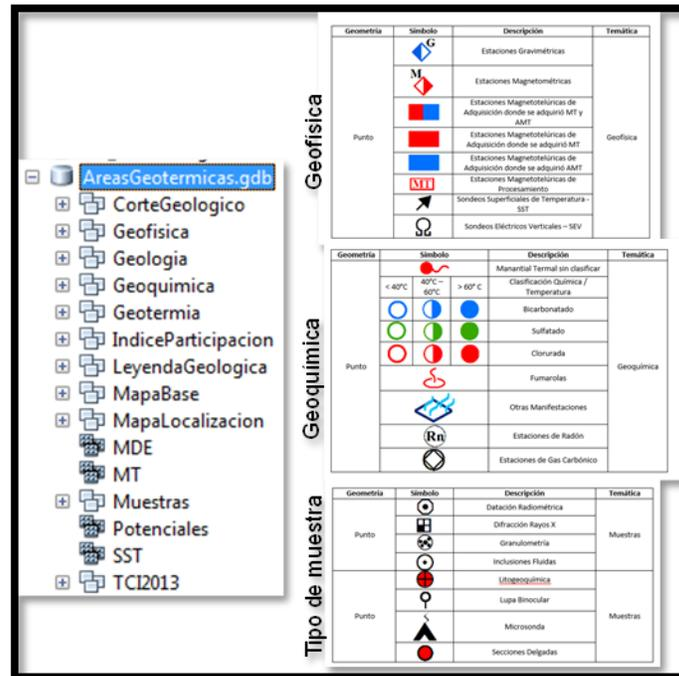 AreasGeotermicas.gdb
CorteGeologico
Geofisica
Geologia
Geoquimica
Geotermia
IndiceParticipacion
LeyendaGeologica
MapaBase
MapaLocalizacion
MDE
MT
Muestras
Potenciales
SST
TCI2013
Geofísica
Geometría Símbolo Descripción Temática
Punto
G
Estaciones Gravimétricas
M
Estaciones Magnetométricas
Estaciones Magnetotelúricas de
Adquisición donde se adquirió MT y
AMT
Estaciones Magnetotelúricas de
Adquisición donde se adquirió MT
Estaciones Magnetotelúricas de
Adquisición donde se adquirió AMT
MT
Estaciones Magnetotelúricas de
Procesamiento
Sondeos Superficiales de Temperatura -
SST
Sondeos Eléctricos Verticales – SEV
Geofísica
Geoquímica
Geometría Símbolo Descripción Temática
Punto
Manantial Termal sin clasificar
< 40°C
40°C –
60°C
> 60° C
Clasificación Química /
Temperatura
Bicarbonatado
Sulfatado
Clorurada
Fumarolas
Otras Manifestaciones
Rn
Estaciones de Radón
Estaciones de Gas Carbónico
Geoquímica
Tipo de muestra
Geometría Símbolo Descripción Temática
Punto
Datación Radiométrica
Difracción Rayos X
Granulometría
Inclusiones Fluidas
Muestras
Punto
Litogeoquímica
Lupa Binocular
Microsonda
Secciones Delgadas
Muestras